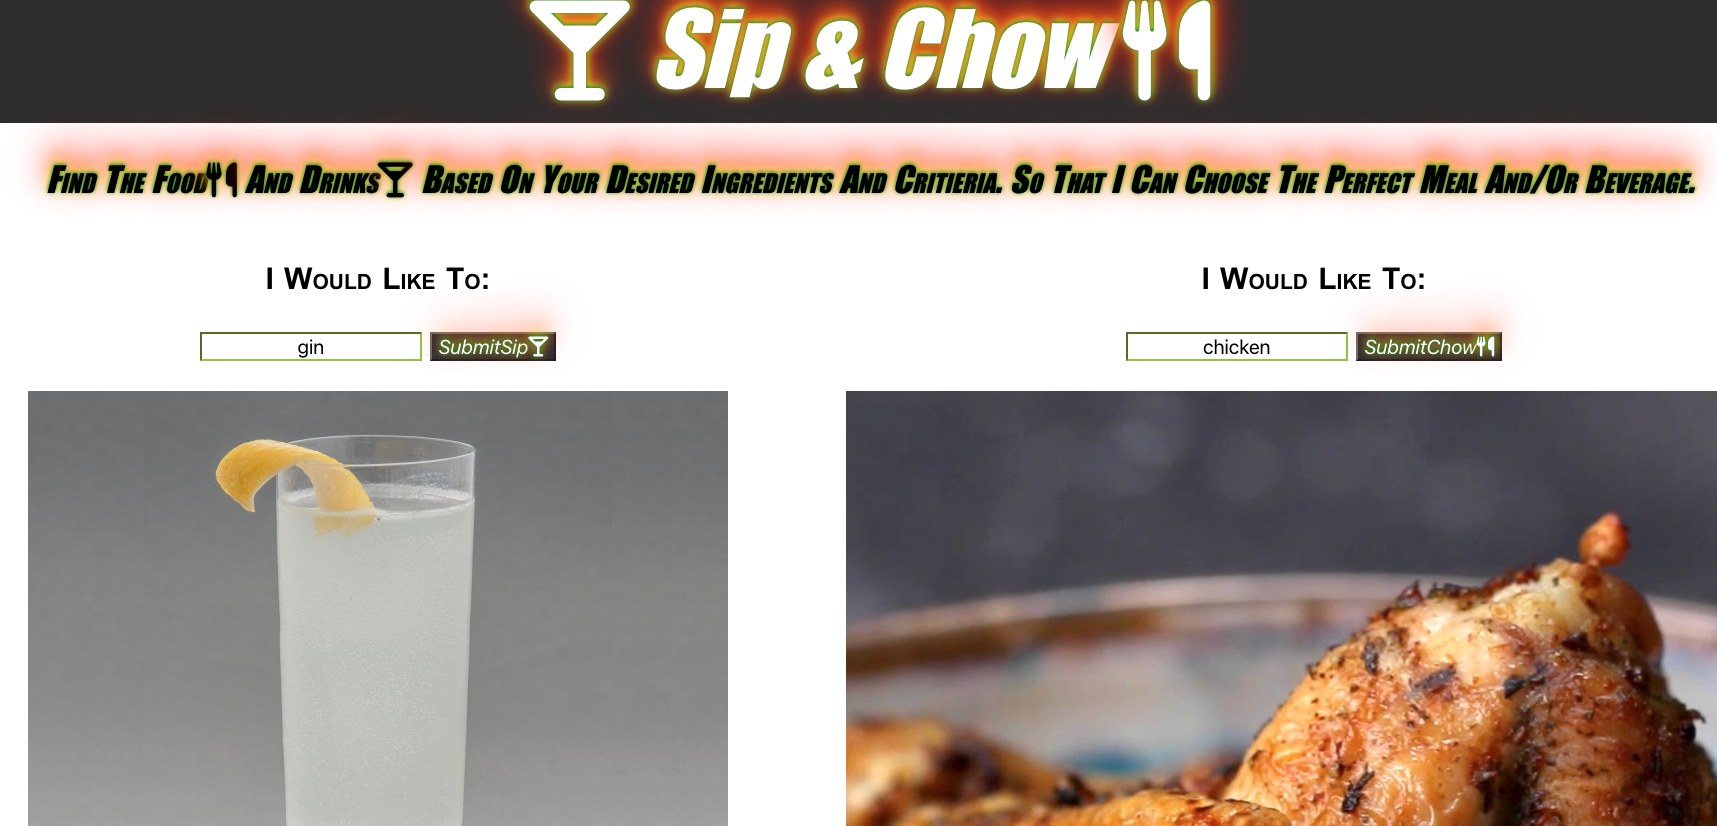 Sip & Chow
Find The Food And Drinks Based On Your Desired Ingredients And Critieria. So That I Can Choose The Perfect Meal And/Or Beverage.
I Would Like To:
gin SubmitSip
I Would Like To:
chicken SubmitChow